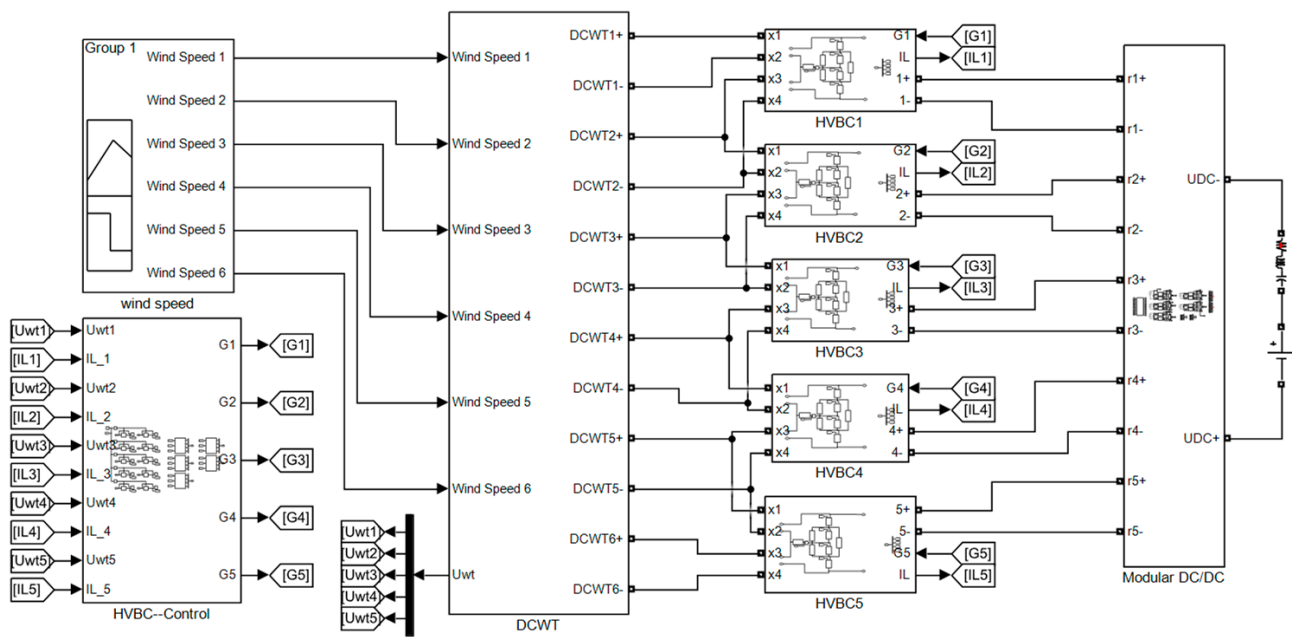 Group 1
Wind Speed 1
Wind Speed 2
Wind Speed 3
Wind Speed 4
Wind Speed 5
Wind Speed 6
wind speed
[Uwt1]
[IL1]
[Uwt2]
[IL2]
[Uwt3]
[IL3]
[Uwt4]
[IL4]
[Uwt5]
[IL5]
Uwt1
IL_1
Uwt2
IL_2
Uwt3
IL_3
Uwt4
IL_4
Uwt5
IL_5
G1
G2
G3
G4
G5
[G1]
[G2]
[G3]
[G4]
[G5]
HVBC--Control
Wind Speed 1
Wind Speed 2
Wind Speed 3
Wind Speed 4
Wind Speed 5
Wind Speed 6
Uwt
[Uwt1]
[Uwt2]
[Uwt3]
[Uwt4]
[Uwt5]
DCWT1+
DCWT1-
DCWT2+
DCWT2-
DCWT3+
DCWT3-
DCWT4+
DCWT4-
DCWT5+
DCWT5-
DCWT6+
DCWT6-
DCWT
x1
x2
x3
x4
G1
IL
1+
1-
[G1]
[IL1]
HVBC1
x1
x2
x3
x4
G2
IL
2+
2-
[G2]
[IL2]
HVBC2
x1
x2
x3
x4
G3
IL
3+
3-
[G3]
[IL3]
HVBC3
x1
x2
x3
x4
G4
IL
4+
4-
[G4]
[IL4]
HVBC4
x1
x2
x3
x4
5+
5-
G5
IL
[G5]
[IL5]
HVBC5
r1+
r1-
r2+
r2-
r3+
r3-
r4+
r4-
r5+
r5-
UDC-
UDC+
Modular DC/DC
+